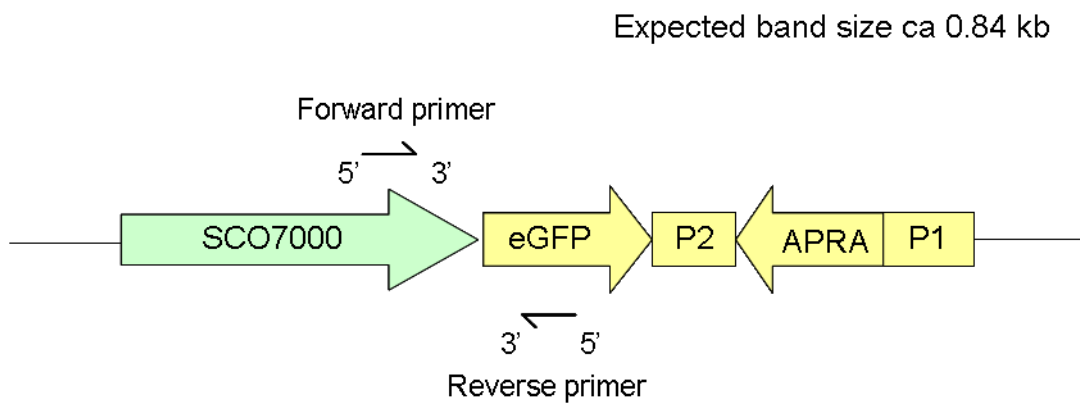 Expected band size ca 0.84 kb
Forward primer
5' 3'
SCO7000 eGFP P2 APRA P1
3' 5'
Reverse primer